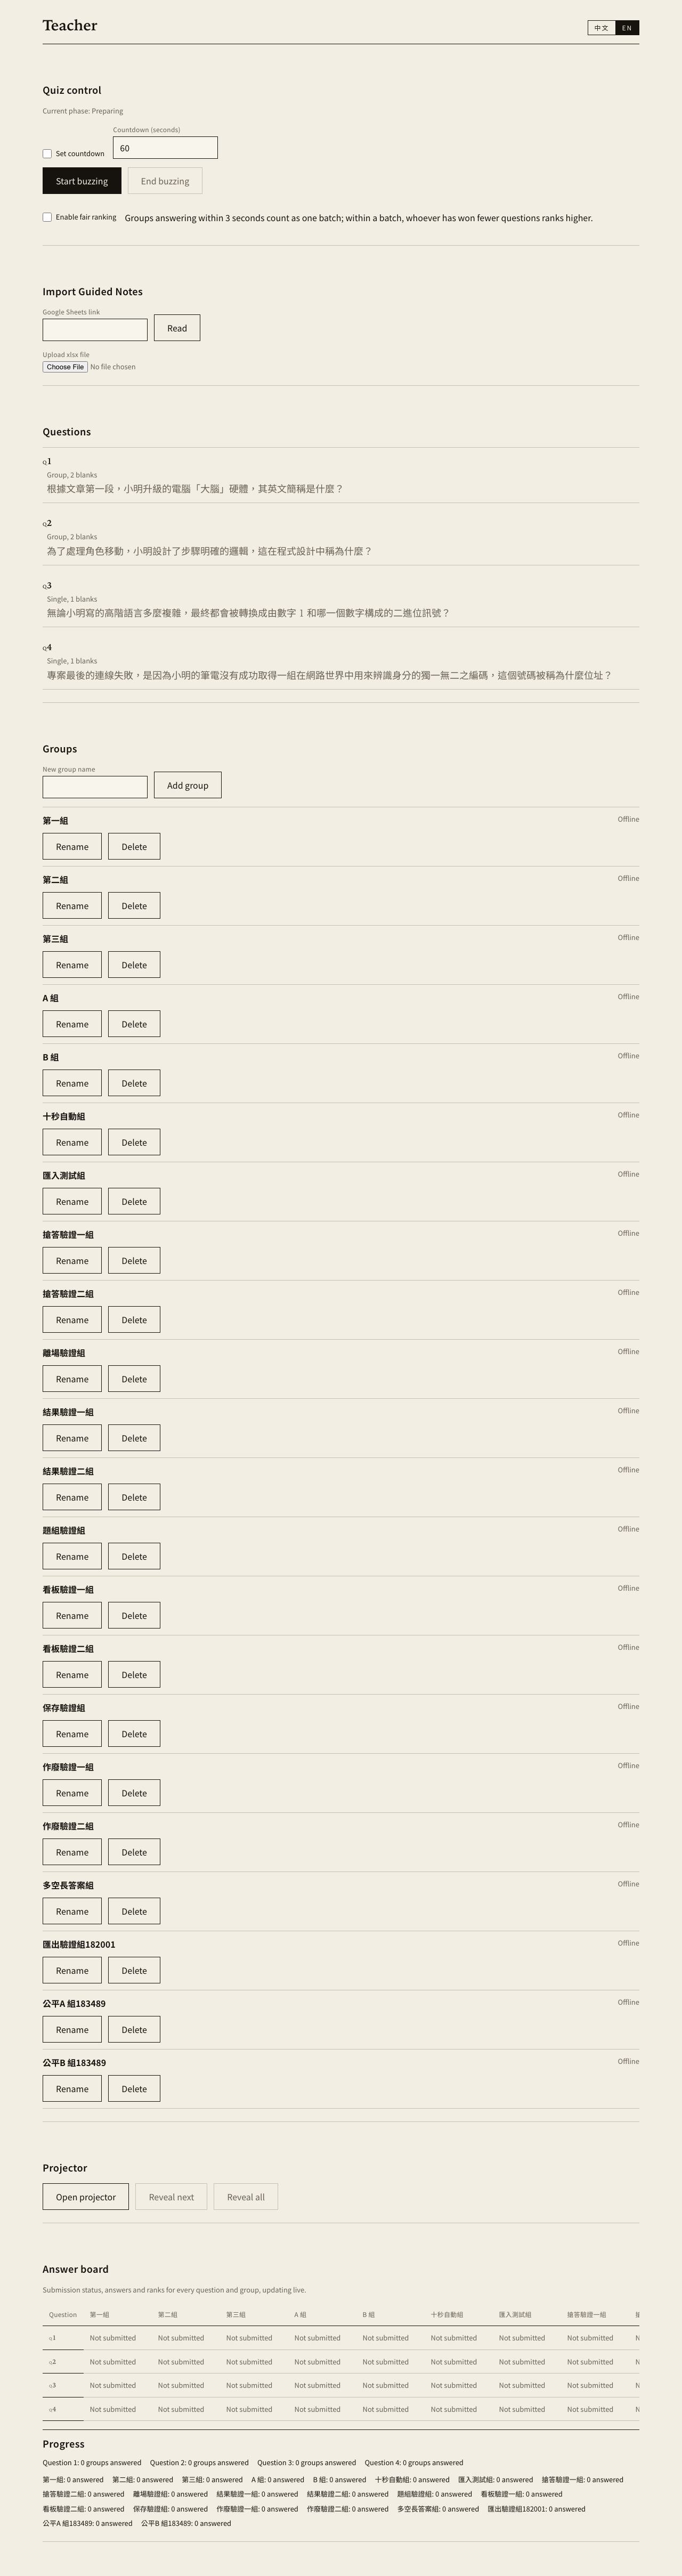 Teacher
中文 EN
Quiz control
Current phase: Preparing
Countdown (seconds)
Set countdown 60
Start buzzing End buzzing
Enable fair ranking Groups answering within 3 seconds count as one batch; within a batch, whoever has won fewer questions ranks higher.
Import Guided Notes
Google Sheets link
Read
Upload xlsx file
Choose File No file chosen
Questions
Q1
Group, 2 blanks
根據文章第一段，小明升級的電腦「大腦」硬體，其英文簡稱是什麼？
Q2
Group, 2 blanks
為了處理角色移動，小明設計了步驟明確的邏輯，這在程式設計中稱為什麼？
Q3
Single, 1 blanks
無論小明寫的高階語言多麼複雜，最終都會被轉換成由數字 1 和哪一個數字構成的二進位訊號？
Q4
Single, 1 blanks
專案最後的連線失敗，是因為小明的筆電沒有成功取得一組在網路世界中用來辨識身分的獨一無二之編碼，這個號碼被稱為什麼位址？
Groups
New group name
Add group
第一組 Offline
Rename Delete
第二組 Offline
Rename Delete
第三組 Offline
Rename Delete
A 組 Offline
Rename Delete
B 組 Offline
Rename Delete
十秒自動組 Offline
Rename Delete
匯入測試組 Offline
Rename Delete
搶答驗證一組 Offline
Rename Delete
搶答驗證二組 Offline
Rename Delete
離場驗證組 Offline
Rename Delete
結果驗證一組 Offline
Rename Delete
結果驗證二組 Offline
Rename Delete
題組驗證組 Offline
Rename Delete
看板驗證一組 Offline
Rename Delete
看板驗證二組 Offline
Rename Delete
保存驗證組 Offline
Rename Delete
作廢驗證一組 Offline
Rename Delete
作廢驗證二組 Offline
Rename Delete
多空長答案組 Offline
Rename Delete
匯出驗證組182001 Offline
Rename Delete
公平A 組183489 Offline
Rename Delete
公平B 組183489 Offline
Rename Delete
Projector
Open projector Reveal next Reveal all
Answer board
Submission status, answers and ranks for every question and group, updating live.
Question 第一組 第二組 第三組 A 組 B 組 十秒自動組 匯入測試組 搶答驗證一組
Q1 Not submitted Not submitted Not submitted Not submitted Not submitted Not submitted Not submitted Not submitted N
Q2 Not submitted Not submitted Not submitted Not submitted Not submitted Not submitted Not submitted Not submitted N
Q3 Not submitted Not submitted Not submitted Not submitted Not submitted Not submitted Not submitted Not submitted N
Q4 Not submitted Not submitted Not submitted Not submitted Not submitted Not submitted Not submitted Not submitted N
Progress
Question 1: 0 groups answered Question 2: 0 groups answered Question 3: 0 groups answered Question 4: 0 groups answered
第一組: 0 answered 第二組: 0 answered 第三組: 0 answered A 組: 0 answered B 組: 0 answered 十秒自動組: 0 answered 匯入測試組: 0 answered 搶答驗證一組: 0 answered
搶答驗證二組: 0 answered 離場驗證組: 0 answered 結果驗證一組: 0 answered 結果驗證二組: 0 answered 題組驗證組: 0 answered 看板驗證一組: 0 answered
看板驗證二組: 0 answered 保存驗證組: 0 answered 作廢驗證一組: 0 answered 作廢驗證二組: 0 answered 多空長答案組: 0 answered 匯出驗證組182001: 0 answered
公平A 組183489: 0 answered 公平B 組183489: 0 answered